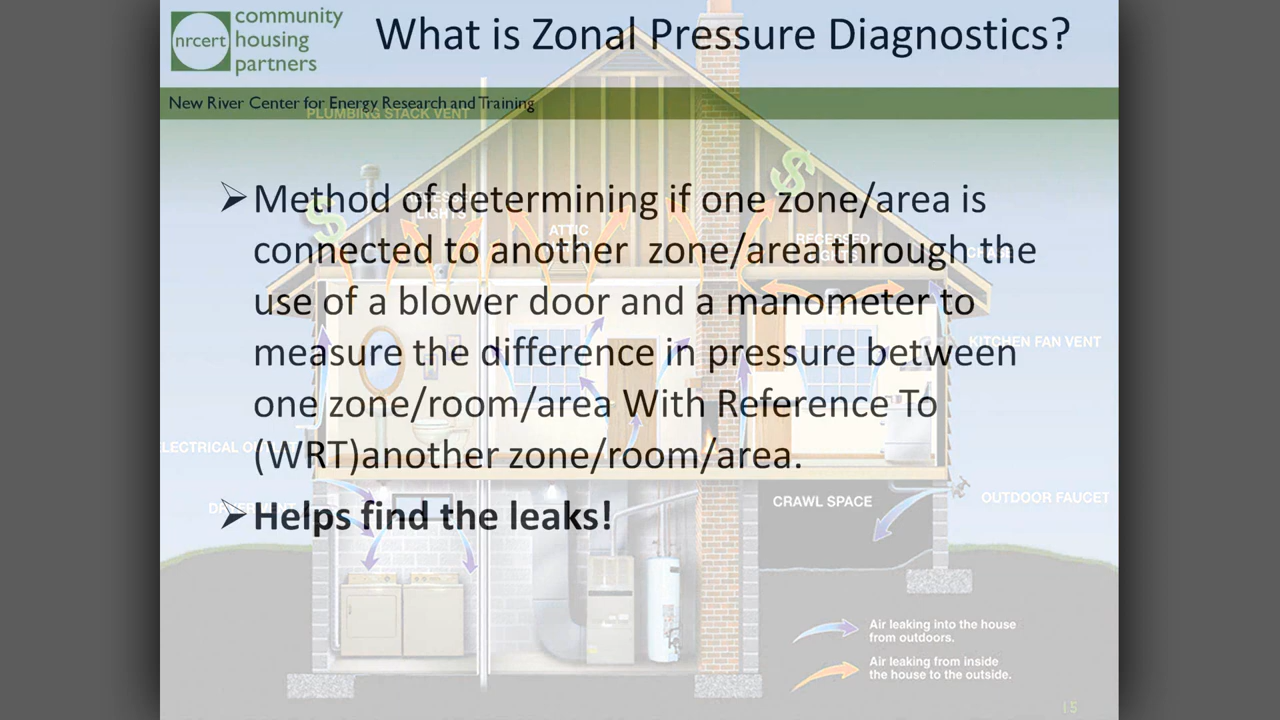 community
nrcert housing
partners
What is Zonal Pressure Diagnostics?
New River Center for Energy Research and Training
PLUMBING STACK VENT
➢Method of determining if one zone/area is
connected to another zone/area through the
use of a blower door and a manometer to
measure the difference in pressure between
one zone/room/area With Reference To
(WRT)another zone/room/area.
➢Helps find the leaks!
LIGHTS
ATTIC
RECESSED
KITCHEN FAN VENT
CRAWL SPACE
OUTDOOR FAUCET
Air leaking into the house
from outdoors.
Air leaking from inside
the house to the outside.
15